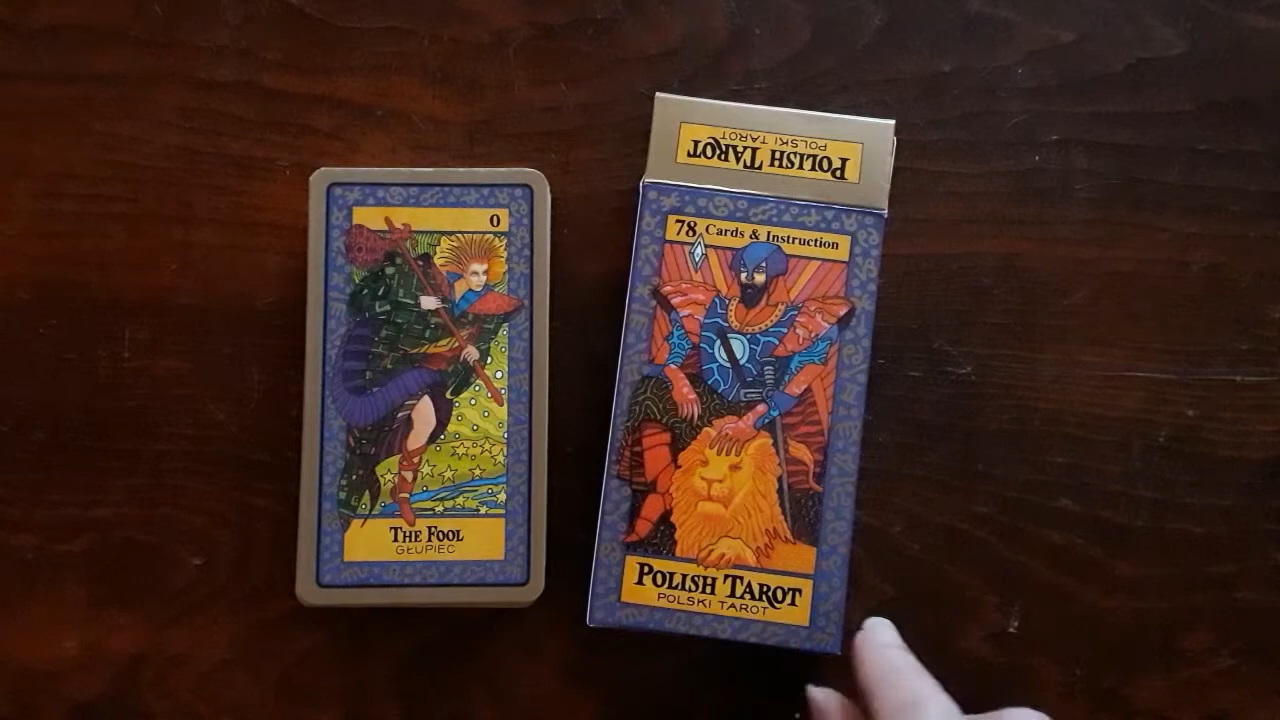 0
THE FOOL
GŁUPIEC
POLISH TAROT
POLSKI TAROT
78 Cards & Instruction
POLISH TAROT
POLSKI TAROT